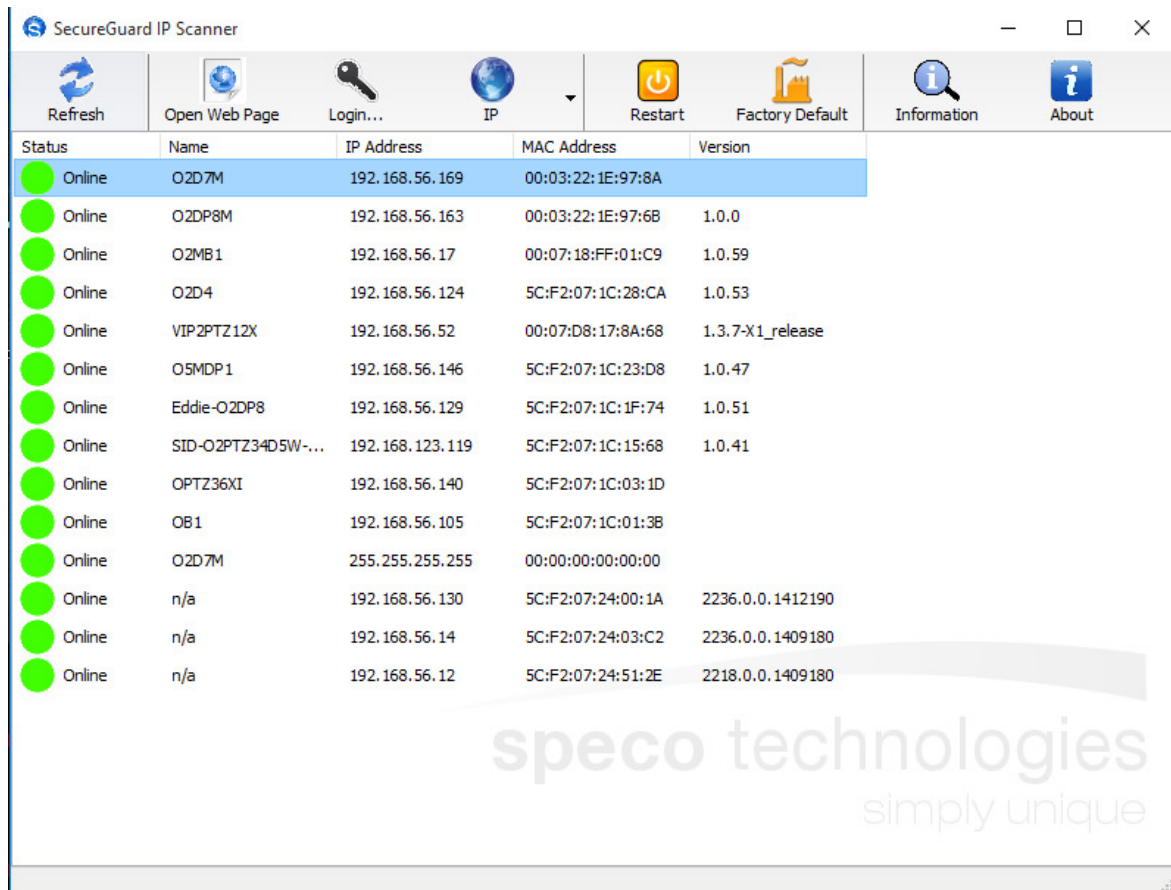 SecureGuard IP Scanner
Refresh Open Web Page Login... IP Restart Factory Default Information About
Status Name IP Address MAC Address Version
Online O2D7M 192.168.56.169 00:03:22:1E:97:8A
Online O2DP8M 192.168.56.163 00:03:22:1E:97:6B 1.0.0
Online O2MB1 192.168.56.17 00:07:18:FF:01:C9 1.0.59
Online O2D4 192.168.56.124 5C:F2:07:1C:28:CA 1.0.53
Online VIP2PTZ12X 192.168.56.52 00:07:D8:17:8A:68 1.3.7-X1_release
Online O5MDP1 192.168.56.146 5C:F2:07:1C:23:D8 1.0.47
Online Eddie-O2DP8 192.168.56.129 5C:F2:07:1C:1F:74 1.0.51
Online SID-O2PTZ34D5W-... 192.168.123.119 5C:F2:07:1C:15:68 1.0.41
Online OPTZ36XI 192.168.56.140 5C:F2:07:1C:03:1D
Online OB1 192.168.56.105 5C:F2:07:1C:01:3B
Online O2D7M 255.255.255.255 00:00:00:00:00:00
Online n/a 192.168.56.130 5C:F2:07:24:00:1A 2236.0.0.1412190
Online n/a 192.168.56.14 5C:F2:07:24:03:C2 2236.0.0.1409180
Online n/a 192.168.56.12 5C:F2:07:24:51:2E 2218.0.0.1409180
speco technologies
simply unique